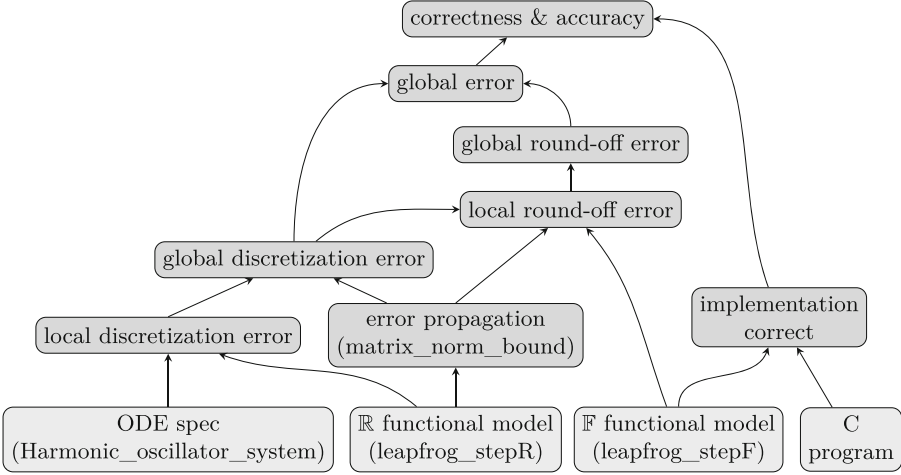 correctness & accuracy
global error
global round-off error
local round-off error
global discretization error
local discretization error
error propagation
(matrix_norm_bound)
implementation
correct
ODE spec
(Harmonic_oscillator_system)
ℝ functional model
(leapfrog_stepR)
𝔽 functional model
(leapfrog_stepF)
C
program